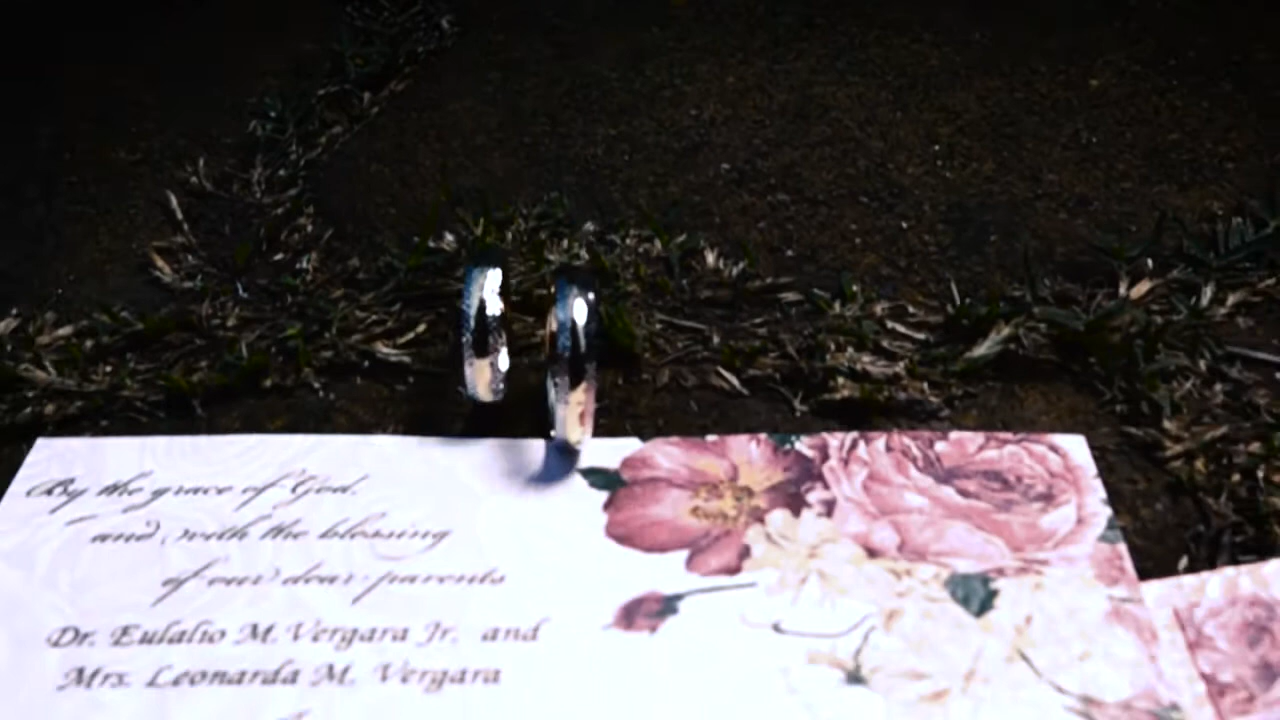 By the grace of God,
and with the blessing
of our dear parents
Dr. Eulalio M. Vergara Jr. and
Mrs. Leonarda M. Vergara